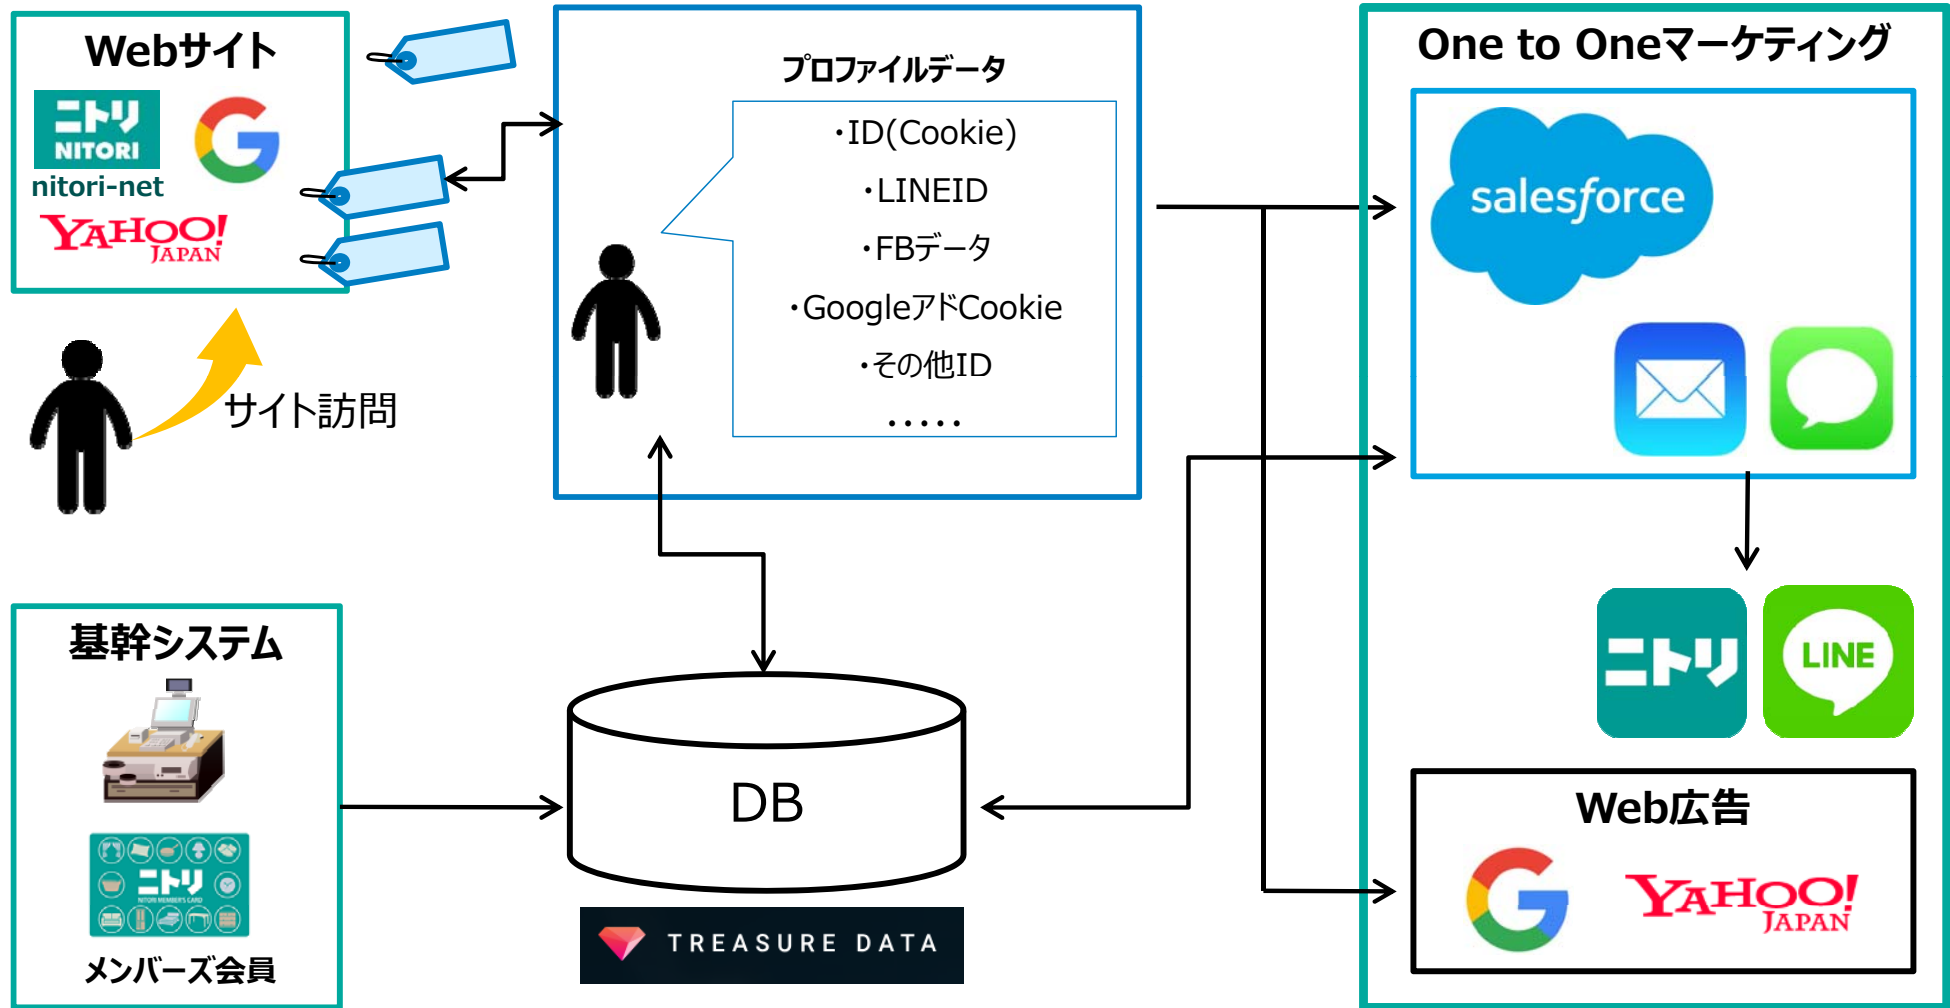 Webサイト
ニトリ
NITORI
nitori-net
YAHOO!
JAPAN
サイト訪問
プロファイルデータ
・ID(Cookie)
・LINEID
・FBデータ
・GoogleアドCookie
・その他ID
・・・・・
One to Oneマーケティング
salesforce
ニトリ
LINE
Web広告
YAHOO!
JAPAN
基幹システム
ニトリ
NITORI MEMBER'S CARD
メンバーズ会員
DB
TREASURE DATA